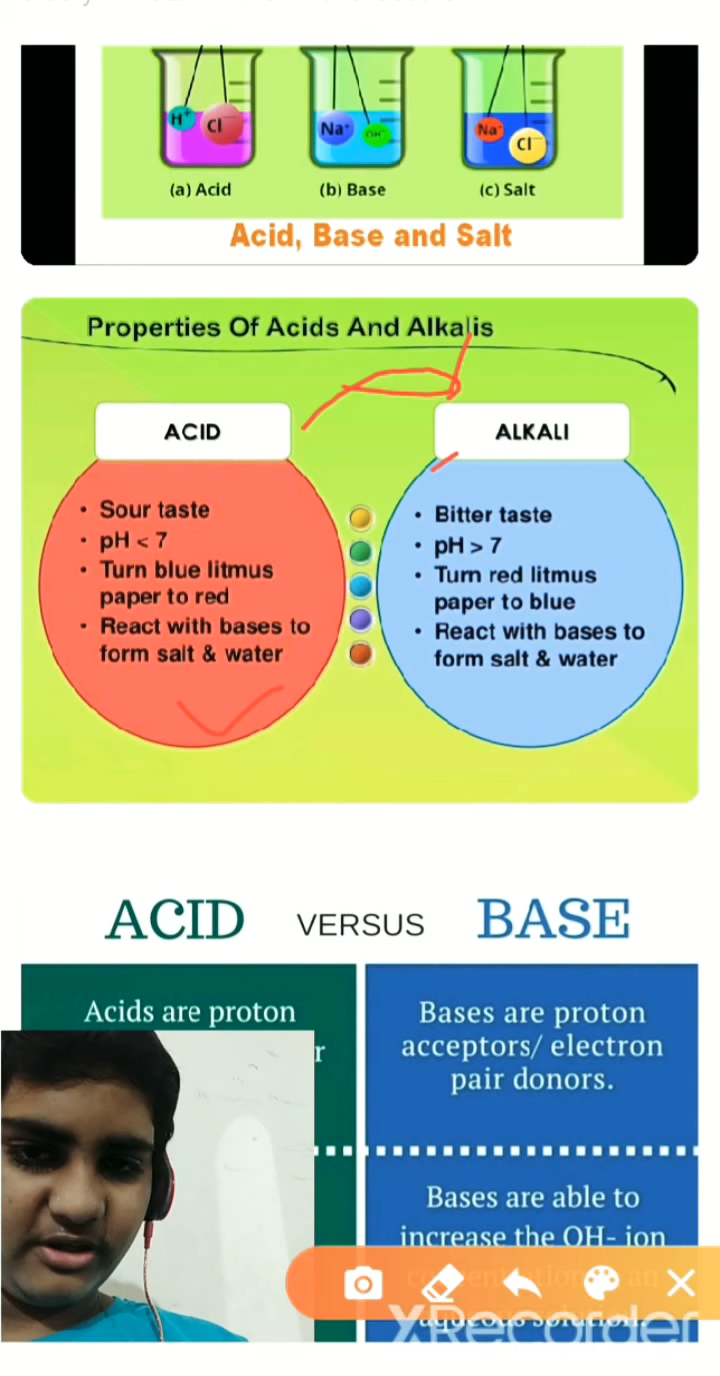 H⁺ Cl⁻ Na⁺ OH⁻ Na⁺ Cl⁻
(a) Acid (b) Base (c) Salt
Acid, Base and Salt
Properties Of Acids And Alkalis
ACID
• Sour taste
• pH < 7
• Turn blue litmus
paper to red
• React with bases to
form salt & water
ALKALI
• Bitter taste
• pH > 7
• Turn red litmus
paper to blue
• React with bases to
form salt & water
ACID VERSUS BASE
Acids are proton
r
Bases are proton
acceptors/ electron
pair donors.
Bases are able to
increase the OH- ion
aqueous solution.
XRecorder